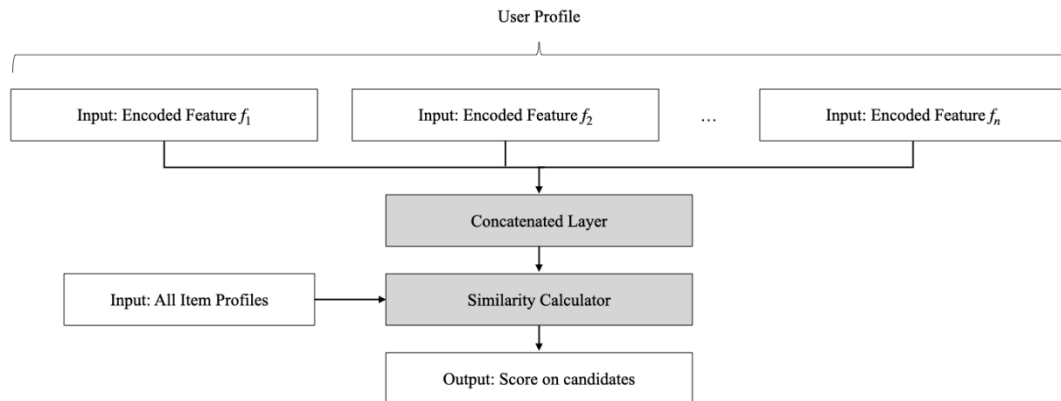 User Profile
Input: Encoded Feature f₁
Input: Encoded Feature f₂
...
Input: Encoded Feature fₙ
Concatenated Layer
Input: All Item Profiles
Similarity Calculator
Output: Score on candidates